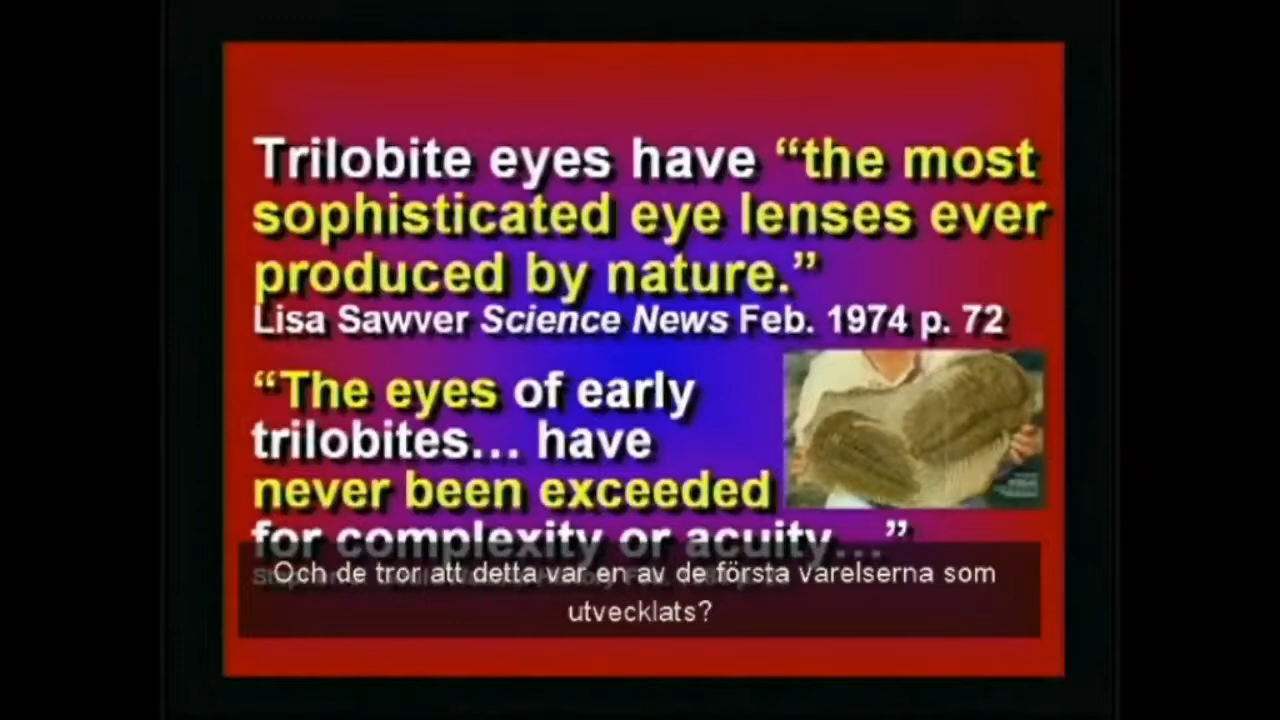 Trilobite eyes have “the most
sophisticated eye lenses ever
produced by nature.”
Lisa Sawver Science News Feb. 1974 p. 72
“The eyes of early
trilobites... have
never been exceeded
for complexity or acuity...”
Och de tror att detta var en av de första varelserna som
utvecklats?